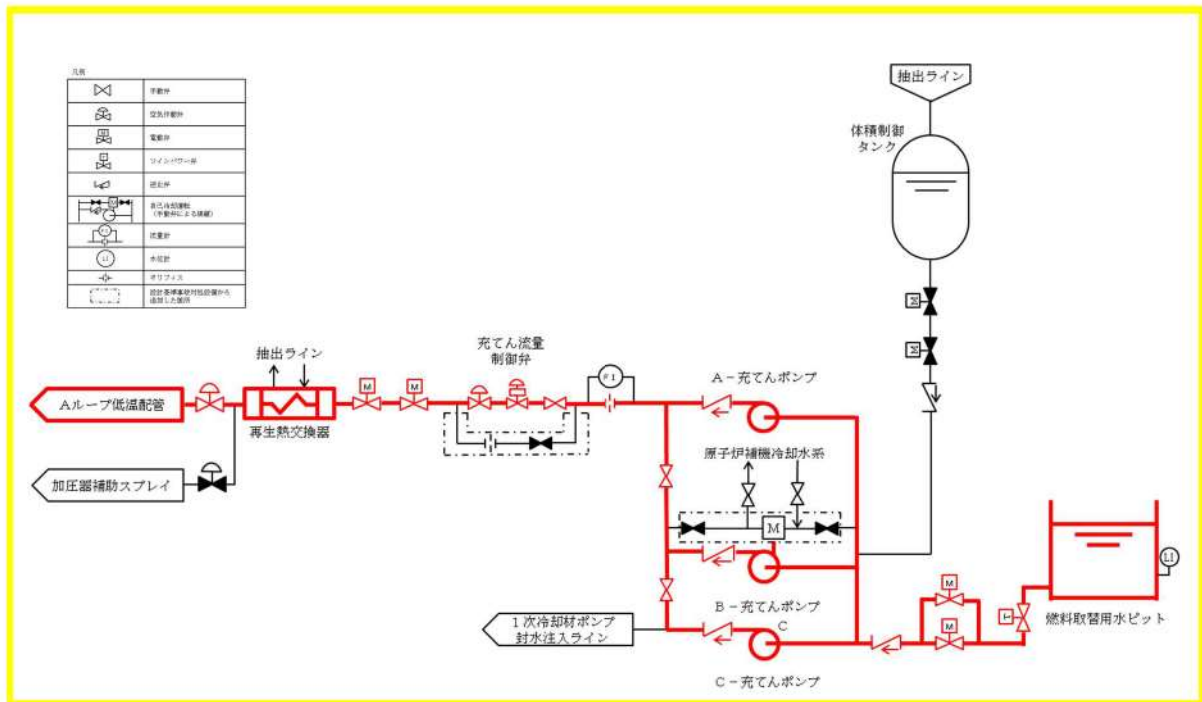 凡例
手動弁
空気作動弁
M
電動弁
ツインパワー弁
逆止弁
M
自己冷却運転
(手動弁による隔離)
流量計
LI
水位計
オリフィス
設計基準事故対処設備から
追加した箇所
抽出ライン
体積制御
タンク
M
M
抽出ライン
充てん流量
制御弁
M
M
FI
A-充てんポンプ
Aループ低温配管
再生熱交換器
原子炉補機冷却水系
加圧器補助スプレイ
M
LI
M
B-充てんポンプ
C
M
T
燃料取替用水ピット
1次冷却材ポンプ
封水注入ライン
C-充てんポンプ